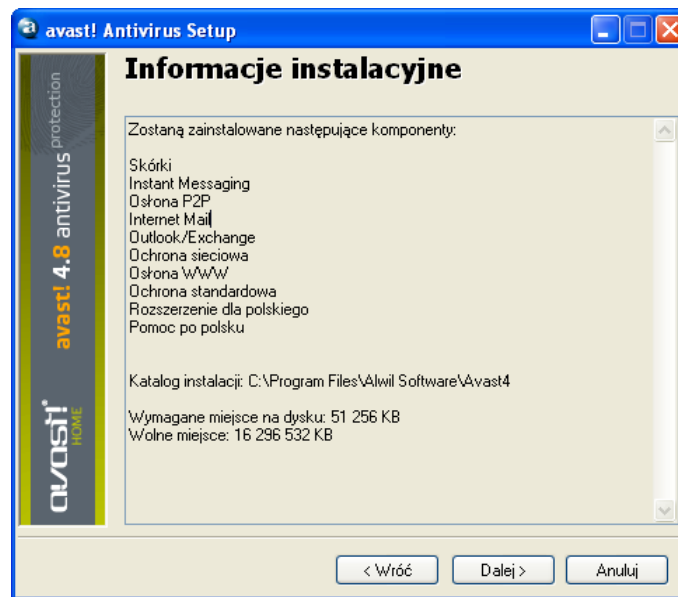 avast! Antivirus Setup
Informacje instalacyjne
avast! 4.8 antivirus protection
avast!
HOME
Zostaną zainstalowane następujące komponenty:
Skórki
Instant Messaging
Osłona P2P
Internet Mail
Outlook/Exchange
Ochrona sieciowa
Osłona WWW
Ochrona standardowa
Rozszerzenie dla polskiego
Pomoc po polsku
Katalog instalacji: C:\Program Files\Alwil Software\Avast4
Wymagane miejsce na dysku: 51 256 KB
Wolne miejsce: 16 296 532 KB
< Wróć
Dalej >
Anuluj